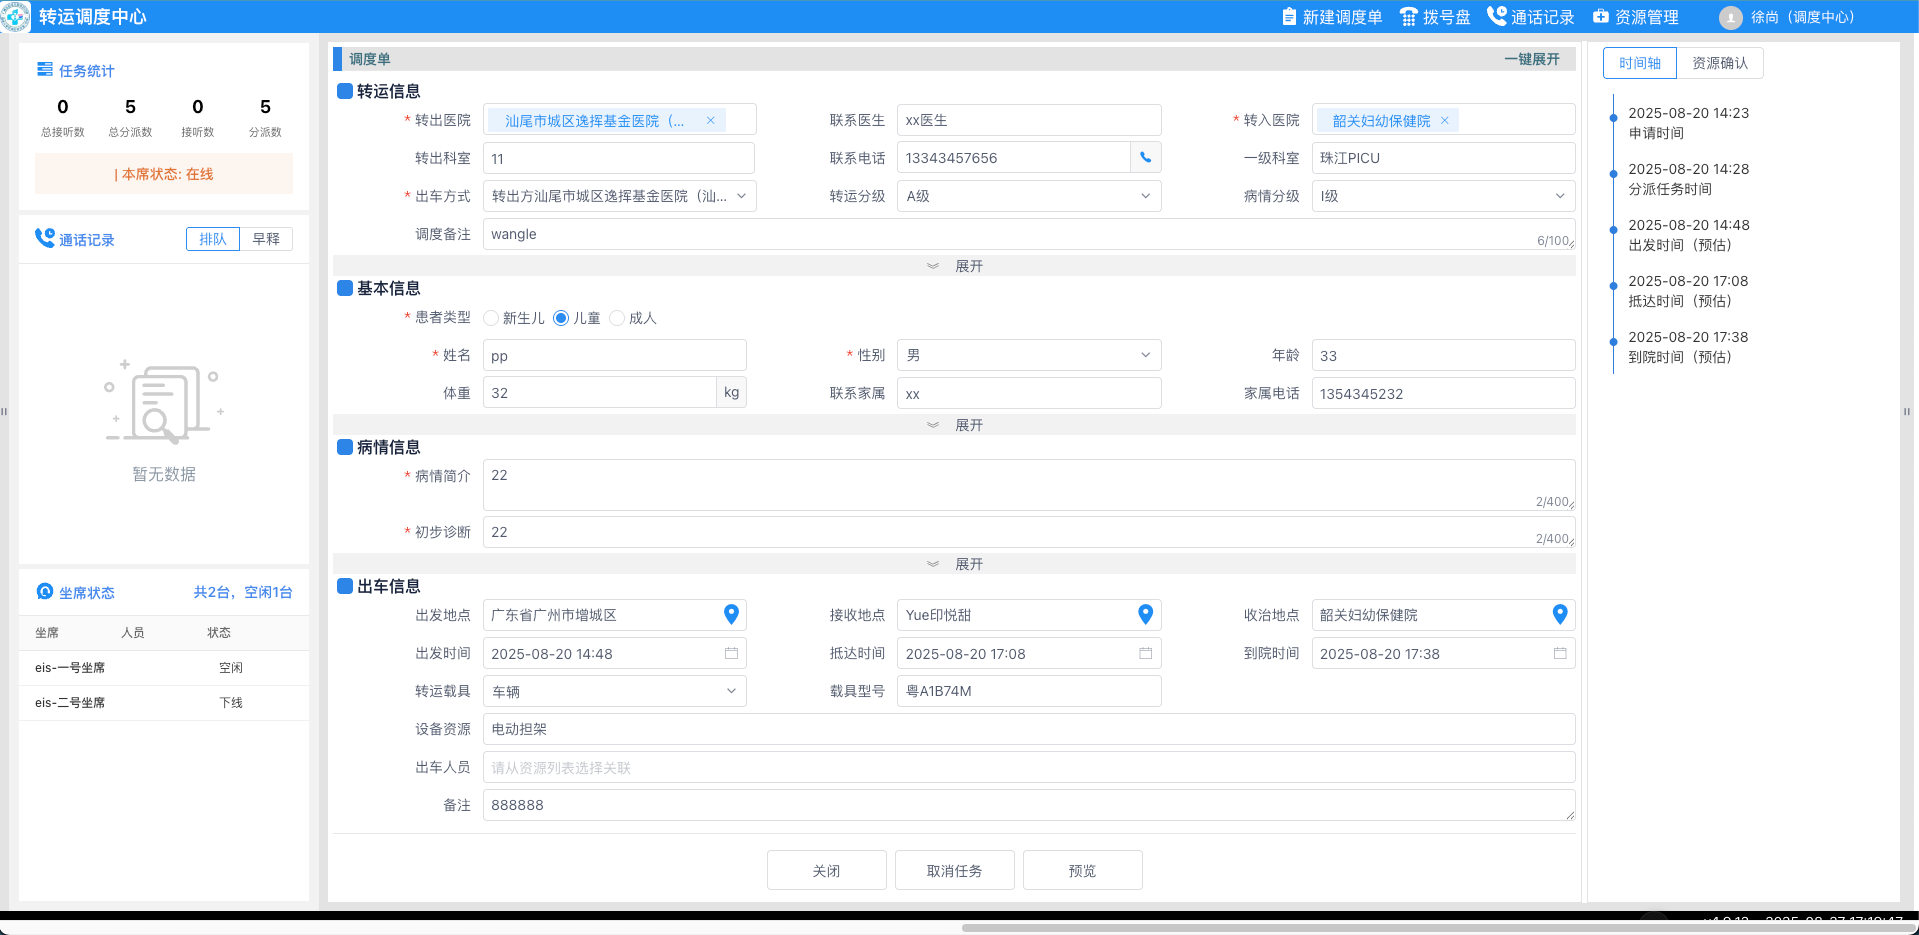 转运调度中心
新建调度单 拨号盘 通话记录 资源管理 徐尚（调度中心）
任务统计
0 5 0 5
总接听数 总分派数 接听数 分派数
| 本席状态: 在线
通话记录 排队 早释
暂无数据
坐席状态 共2台，空闲1台
坐席 人员 状态
eis-一号坐席 空闲
eis-二号坐席 下线
调度单 一键展开
转运信息
* 转出医院 汕尾市城区逸挥基金医院（... × 联系医生 xx医生 * 转入医院 韶关妇幼保健院 ×
转出科室 11 联系电话 13343457656 一级科室 珠江PICU
* 出车方式 转出方汕尾市城区逸挥基金医院（汕... 转运分级 A级 病情分级 I级
调度备注 wangle 6/100
展开
基本信息
* 患者类型 新生儿 儿童 成人
* 姓名 pp * 性别 男 年龄 33
体重 32 kg 联系家属 xx 家属电话 1354345232
展开
病情信息
* 病情简介 22 2/400
* 初步诊断 22 2/400
展开
出车信息
出发地点 广东省广州市增城区 接收地点 Yue印悦甜 收治地点 韶关妇幼保健院
出发时间 2025-08-20 14:48 抵达时间 2025-08-20 17:08 到院时间 2025-08-20 17:38
转运载具 车辆 载具型号 粤A1B74M
设备资源 电动担架
出车人员 请从资源列表选择关联
备注 888888
关闭 取消任务 预览
时间轴 资源确认
2025-08-20 14:23
申请时间
2025-08-20 14:28
分派任务时间
2025-08-20 14:48
出发时间（预估）
2025-08-20 17:08
抵达时间（预估）
2025-08-20 17:38
到院时间（预估）